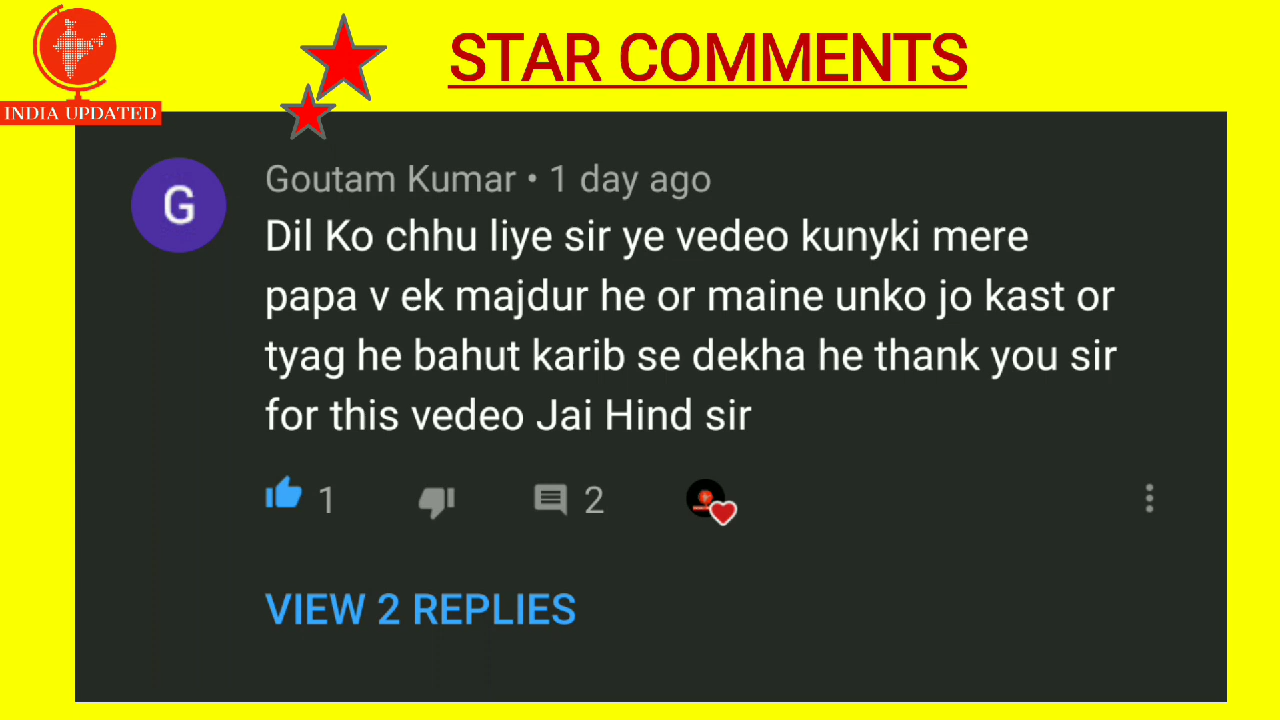 STAR COMMENTS
INDIA UPDATED
G
Goutam Kumar • 1 day ago
Dil Ko chhu liye sir ye vedeo kunyki mere
papa v ek majdur he or maine unko jo kast or
tyag he bahut karib se dekha he thank you sir
for this vedeo Jai Hind sir
1
2
VIEW 2 REPLIES